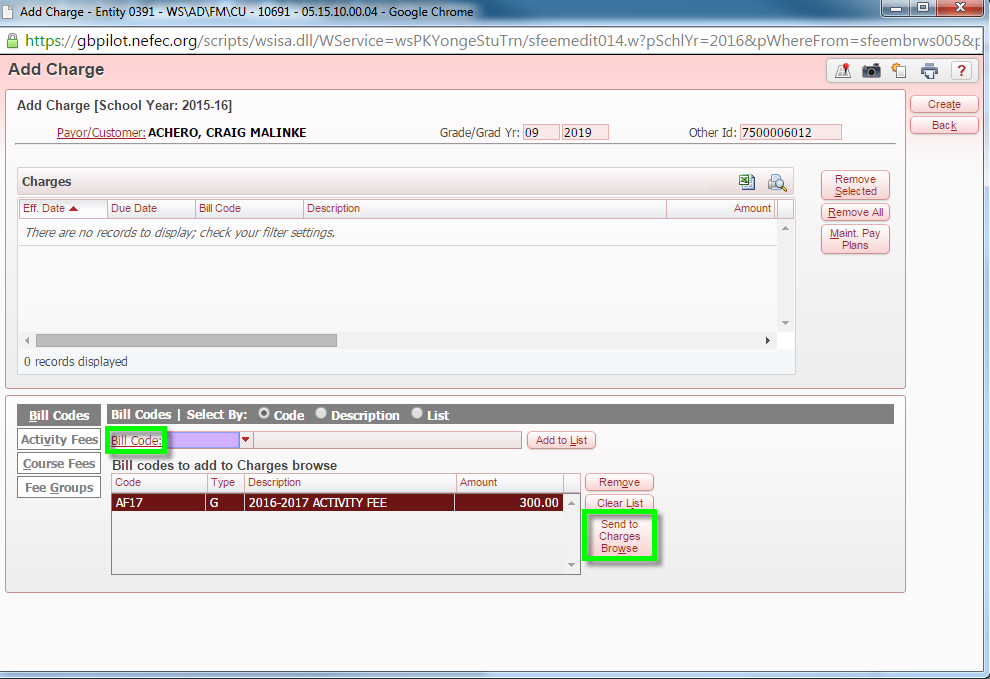 Add Charge - Entity 0391 - WS\AD\FM\CU - 10691 - 05.15.10.00.04 - Google Chrome
https://gbpilot.nefec.org/scripts/wsisa.dll/WService=wsPKYongeStuTrn/sfeemedit014.w?pSchlYr=2016&pWhereFrom=sfeembrws005&p
Add Charge
?
Add Charge [School Year: 2015-16]
Create
Back
Payor/Customer: ACHERO, CRAIG MALINKE Grade/Grad Yr: 09 2019 Other Id: 7500006012
Charges
Remove Selected
Eff. Date Due Date Bill Code Description Amount
Remove All
There are no records to display; check your filter settings.
Maint. Pay Plans
0 records displayed
Bill Codes
Bill Codes | Select By: Code Description List
Activity Fees
Bill Code: Add to List
Course Fees
Bill codes to add to Charges browse
Fee Groups
Code Type Description Amount
Remove
AF17 G 2016-2017 ACTIVITY FEE 300.00
Clear List
Send to
Charges
Browse